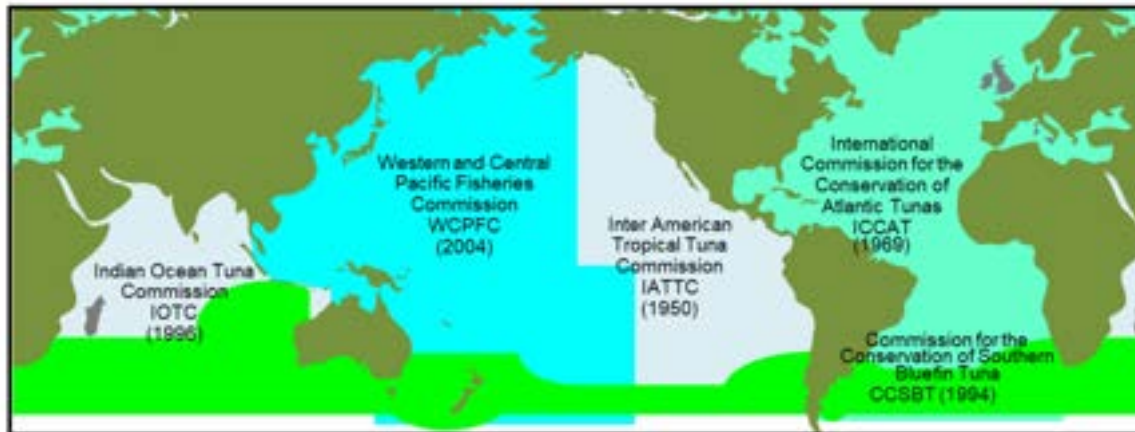 Western and Central
Pacific Fisheries
Commission
WCPFC
(2004)
International
Commission for the
Conservation of
Atlantic Tunas
ICCAT
(1969)
Inter American
Tropical Tuna
Commission
IATTC
(1950)
Indian Ocean Tuna
Commission
IOTC
(1996)
Commission for the
Conservation of Southern
Bluefin Tuna
CCSBT (1994)